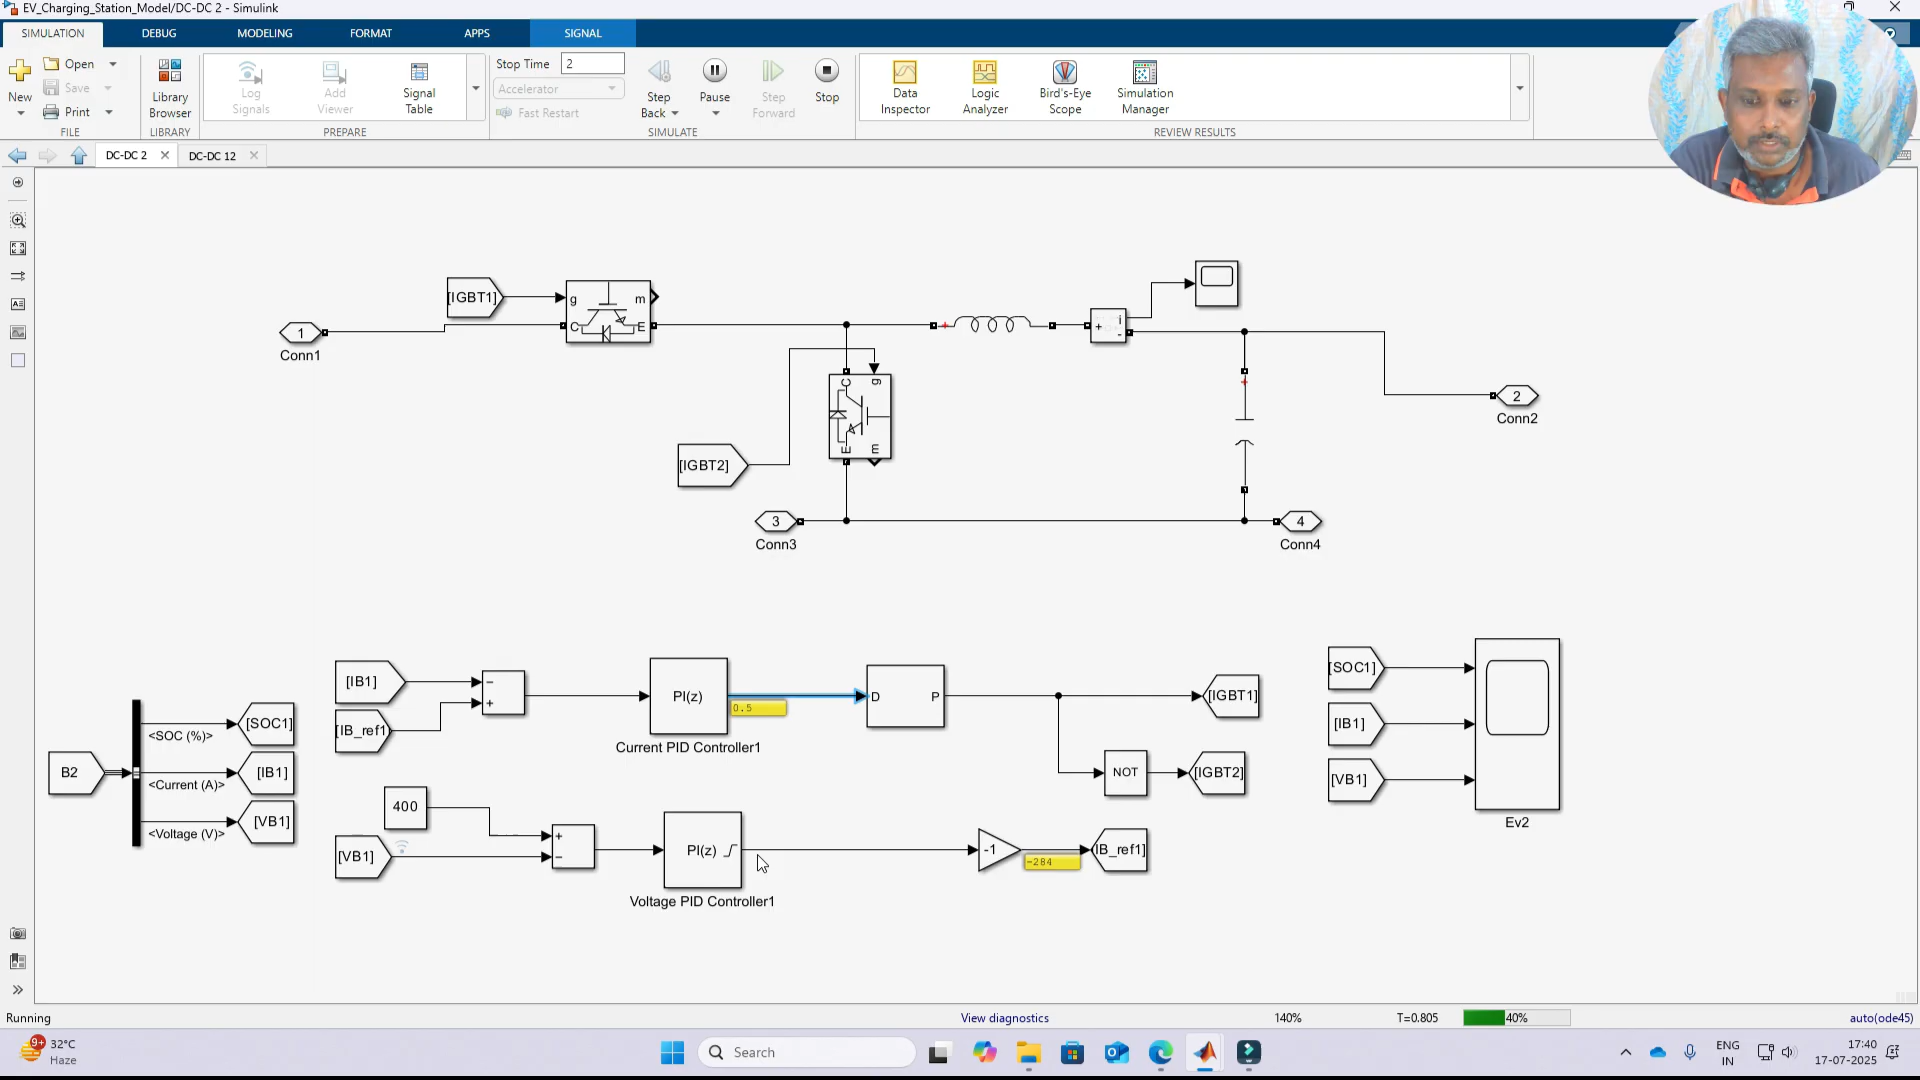 EV_Charging_Station_Model/DC-DC 2 - Simulink
SIMULATION DEBUG MODELING FORMAT APPS SIGNAL
New
Open
Save
Print
FILE
Library Browser
LIBRARY
Log Signals
Add Viewer
Signal Table
PREPARE
Stop Time 2
Accelerator
Fast Restart
Step Back
Pause
Step Forward
Stop
SIMULATE
Data Inspector
Logic Analyzer
Bird's-Eye Scope
Simulation Manager
REVIEW RESULTS
DC-DC 2
DC-DC 12
[IGBT1]
g m
C E
1
Conn1
+
+ i
-
C g
E m
[IGBT2]
+
2
Conn2
3
Conn3
4
Conn4
[IB1]
[IB_ref1]
−
+
PI(z)
0.5
Current PID Controller1
D P
[IGBT1]
NOT
[IGBT2]
[SOC1]
[IB1]
[VB1]
Ev2
B2
<SOC (%)>
[SOC1]
<Current (A)>
[IB1]
<Voltage (V)>
[VB1]
400
[VB1]
+
−
PI(z)
Voltage PID Controller1
-1
-284
[IB_ref1]
Running
View diagnostics
140%
T=0.805
40%
auto(ode45)
9+
32°C
Haze
Search
ENG
IN
17:40
17-07-2025